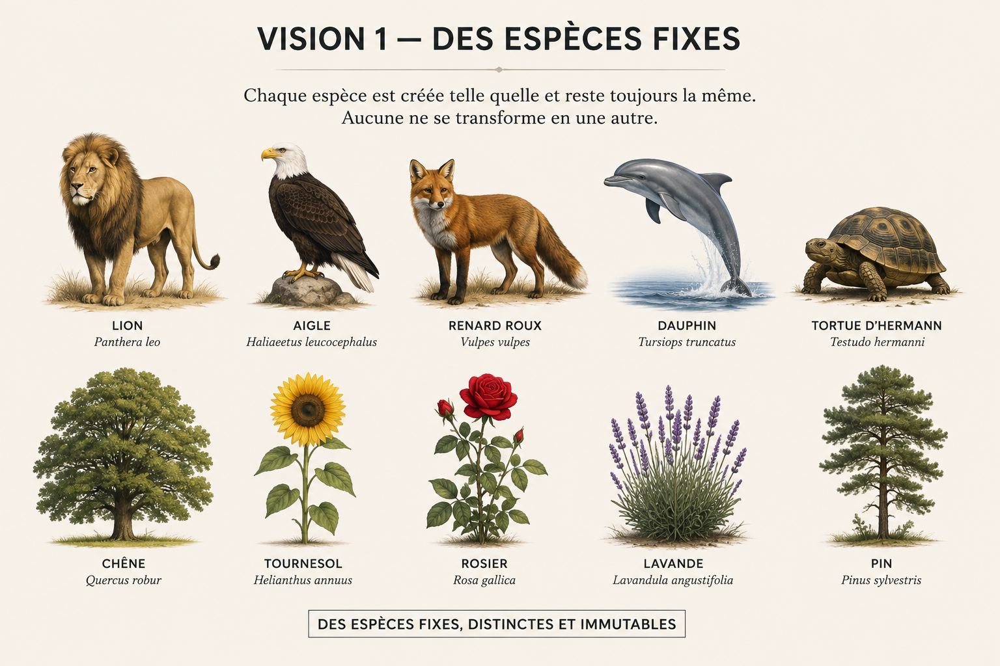 VISION 1 — DES ESPÈCES FIXES
Chaque espèce est créée telle quelle et reste toujours la même.
Aucune ne se transforme en une autre.
LION
Panthera leo
AIGLE
Haliaeetus leucocephalus
RENARD ROUX
Vulpes vulpes
DAUPHIN
Tursiops truncatus
TORTUE D’HERMANN
Testudo hermanni
CHÊNE
Quercus robur
TOURNESOL
Helianthus annuus
ROSIER
Rosa gallica
LAVANDE
Lavandula angustifolia
PIN
Pinus sylvestris
DES ESPÈCES FIXES, DISTINCTES ET IMMUTABLES